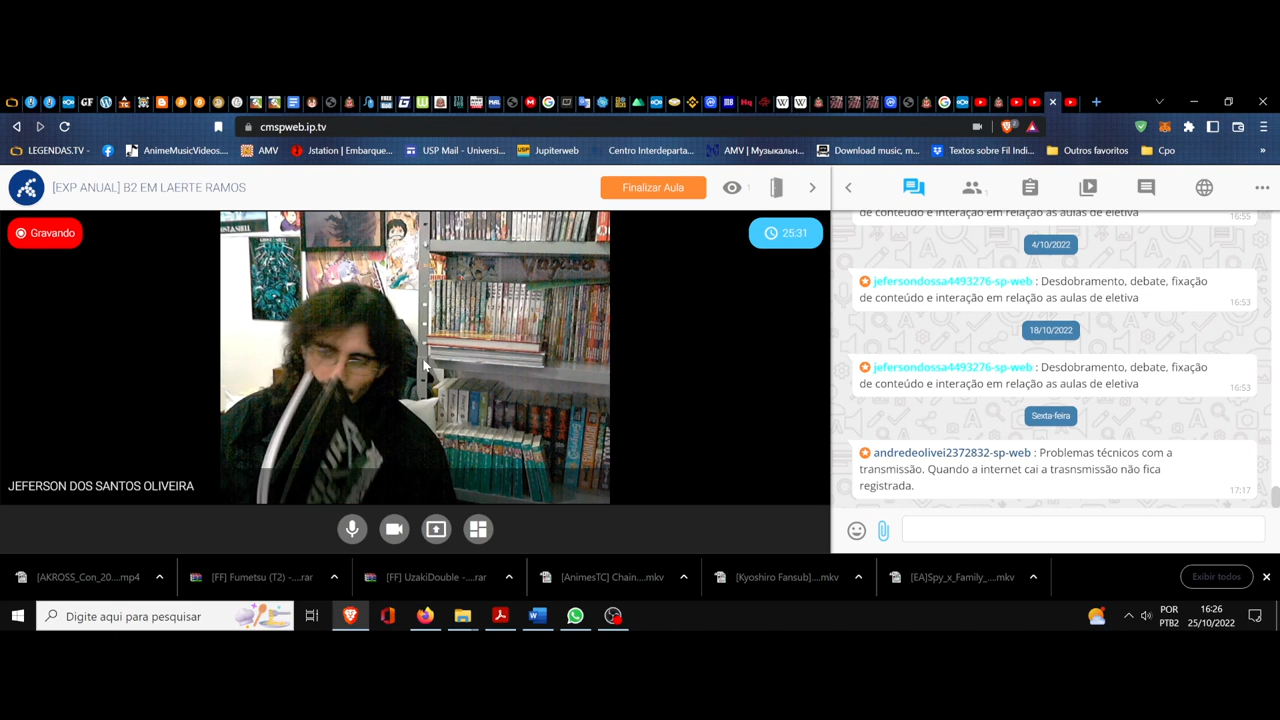 cmspweb.ip.tv
2
LEGENDAS.TV -
AnimeMusicVideos...
AMV
Jstation | Embarque...
USP Mail - Universi...
Jupiterweb
Centro Interdeparta...
AMV | Музыкальн...
Download music, m...
Textos sobre Fil Indi...
Outros favoritos
Cpo
»
[EXP ANUAL] B2 EM LAERTE RAMOS
Finalizar Aula
1
1
Gravando
25:31
JEFERSON DOS SANTOS OLIVEIRA
de conteúdo e interação em relação as aulas de eletiva
16:55
4/10/2022
jefersondossa4493276-sp-web : Desdobramento, debate, fixação
de conteúdo e interação em relação as aulas de eletiva
16:53
18/10/2022
jefersondossa4493276-sp-web : Desdobramento, debate, fixação
de conteúdo e interação em relação as aulas de eletiva
16:53
Sexta-feira
andredeolivei2372832-sp-web : Problemas técnicos com a
transmissão. Quando a internet cai a trasnsmissão não fica
registrada.
17:17
[AKROSS_Con_20....mp4
[FF] Fumetsu (T2) -....rar
[FF] UzakiDouble -....rar
[AnimesTC] Chain....mkv
[Kyoshiro Fansub]....mkv
[EA]Spy_x_Family_....mkv
Exibir todos
Digite aqui para pesquisar
POR
PTB2
16:26
25/10/2022